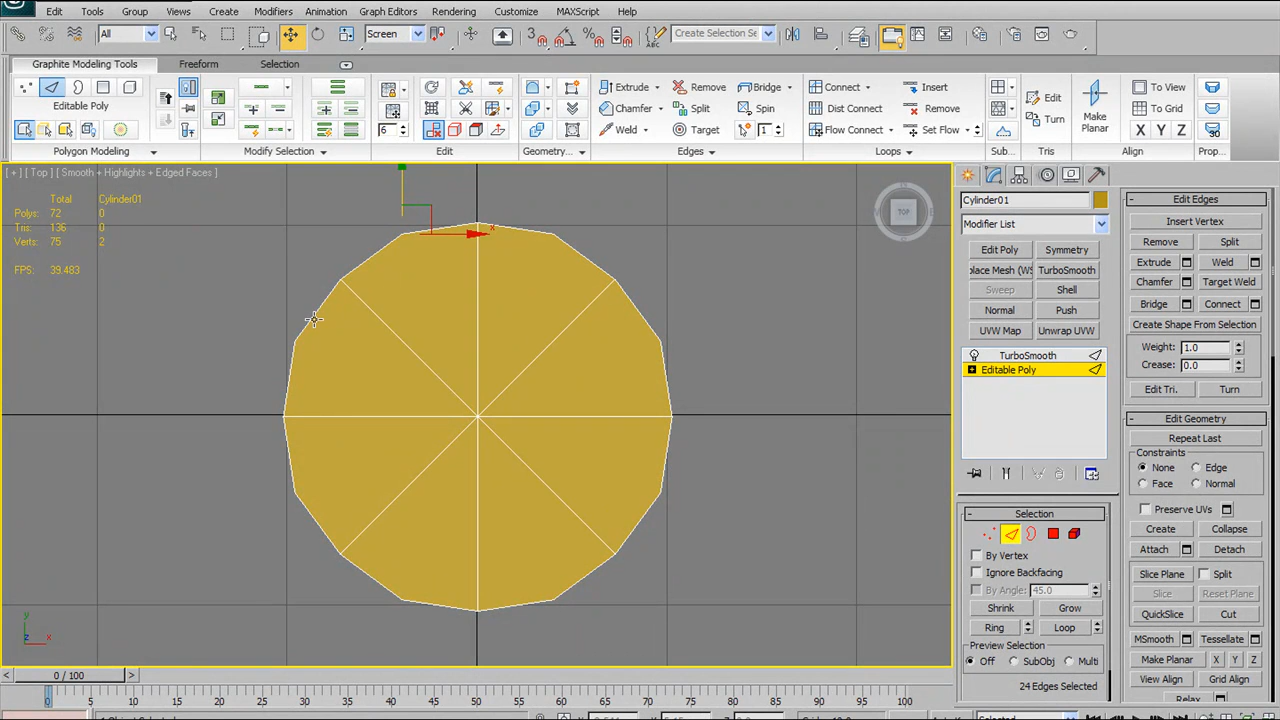 Edit Tools Group Views Create Modifiers Animation Graph Editors Rendering Customize MAXScript Help
All Screen 3 Create Selection Se
Graphite Modeling Tools Freeform Selection
Extrude Remove Bridge Connect Insert Edit To View
Editable Poly Chamfer Split Spin Dist Connect Remove Turn Make Planar To Grid
6 Weld Target 1 Flow Connect Set Flow X Y Z
Polygon Modeling Modify Selection Edit Geometry... Edges Loops Sub... Tris Align Prop...
[ + ] [ Top ] [ Smooth + Highlights + Edged Faces ]
Total Cylinder01
Polys: 72 0
Tris: 136 0
Verts: 75 2
FPS: 39.483
x
TOP
y
z x
Cylinder01
Modifier List
Edit Poly Symmetry
place Mesh (WS TurboSmooth
Sweep Shell
Normal Push
UVW Map Unwrap UVW
TurboSmooth
Editable Poly
Selection
By Vertex
Ignore Backfacing
By Angle: 45.0
Shrink Grow
Ring Loop
Preview Selection
Off SubObj Multi
24 Edges Selected
Edit Edges
Insert Vertex
Remove Split
Extrude Weld
Chamfer Target Weld
Bridge Connect
Create Shape From Selection
Weight: 1.0
Crease: 0.0
Edit Tri. Turn
Edit Geometry
Repeat Last
Constraints
None Edge
Face Normal
Preserve UVs
Create Collapse
Attach Detach
Slice Plane Split
Slice Reset Plane
QuickSlice Cut
MSmooth Tessellate
Make Planar X Y Z
View Align Grid Align
Relax
< 0 / 100 >
0 5 10 15 20 25 30 35 40 45 50 55 60 65 70 75 80 85 90 95 100